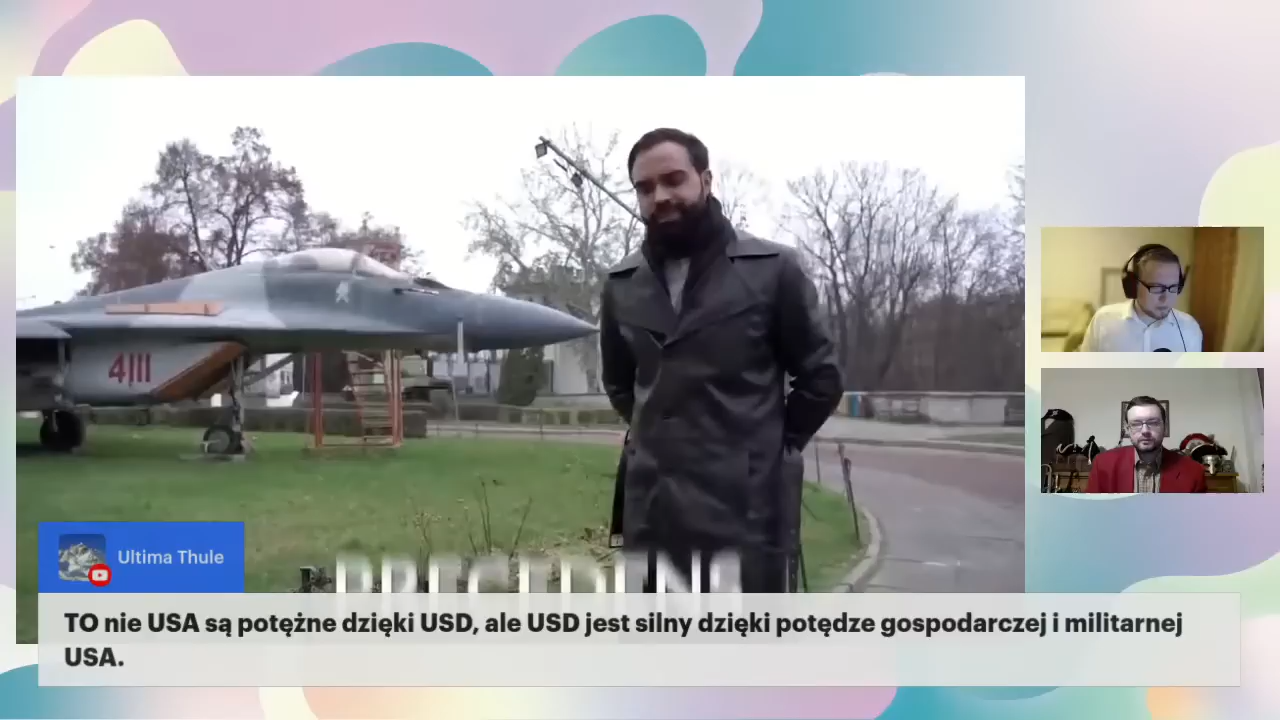 4111
Ultima Thule
TO nie USA są potężne dzięki USD, ale USD jest silny dzięki potędze gospodarczej i militarnej
USA.